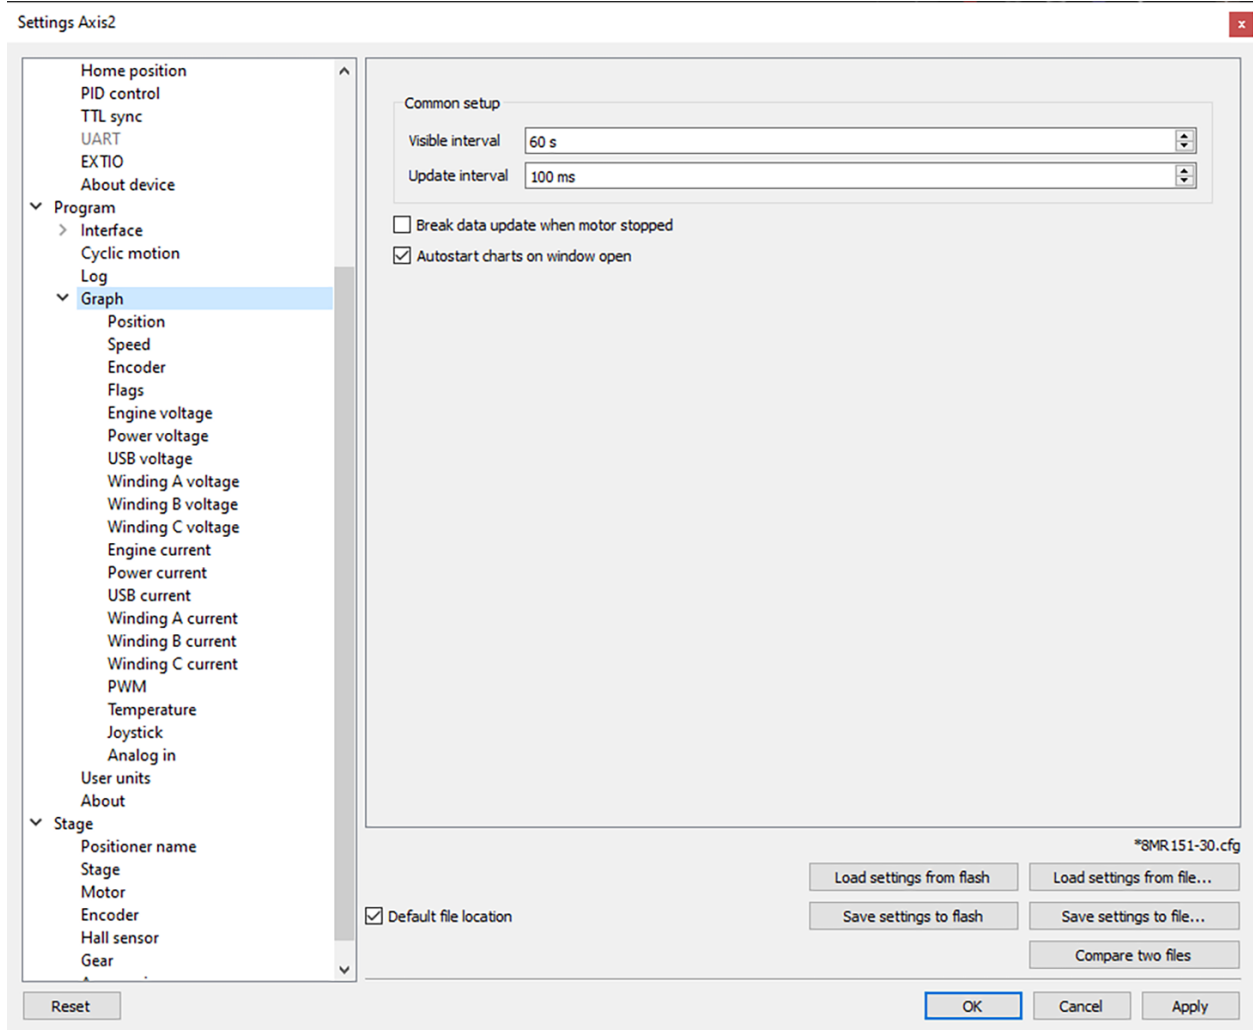 Settings Axis2
x
Home position
PID control
TTL sync
UART
EXTIO
About device
Program
Interface
Cyclic motion
Log
Graph
Position
Speed
Encoder
Flags
Engine voltage
Power voltage
USB voltage
Winding A voltage
Winding B voltage
Winding C voltage
Engine current
Power current
USB current
Winding A current
Winding B current
Winding C current
PWM
Temperature
Joystick
Analog in
User units
About
Stage
Positioner name
Stage
Motor
Encoder
Hall sensor
Gear
Common setup
Visible interval 60 s
Update interval 100 ms
Break data update when motor stopped
Autostart charts on window open
*8MR151-30.cfg
Load settings from flash Load settings from file...
Default file location Save settings to flash Save settings to file...
Compare two files
Reset OK Cancel Apply